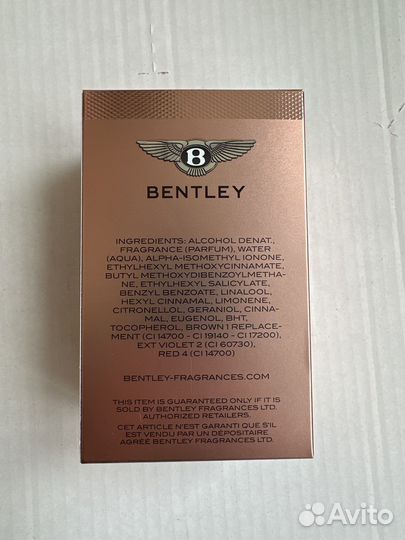 B
BENTLEY
INGREDIENTS: ALCOHOL DENAT.,
FRAGRANCE (PARFUM), WATER
(AQUA), ALPHA-ISOMETHYL IONONE,
ETHYLHEXYL METHOXYCINNAMATE,
BUTYL METHOXYDIBENZOYLMETHA-
NE, ETHYLHEXYL SALICYLATE,
BENZYL BENZOATE, LINALOOL,
HEXYL CINNAMAL, LIMONENE,
CITRONELLOL, GERANIOL, CINNA-
MAL, EUGENOL, BHT,
TOCOPHEROL, BROWN 1 REPLACE-
MENT (CI 14700 - CI 19140 - CI 17200),
EXT VIOLET 2 (CI 60730),
RED 4 (CI 14700)
BENTLEY-FRAGRANCES.COM
THIS ITEM IS GUARANTEED ONLY IF IT IS
SOLD BY BENTLEY FRAGRANCES LTD.
AUTHORIZED RETAILERS.
CET ARTICLE N'EST GARANTI QUE S'IL
EST VENDU PAR UN DÉPOSITAIRE
AGRÉÉ BENTLEY FRAGRANCES LTD.
Avito